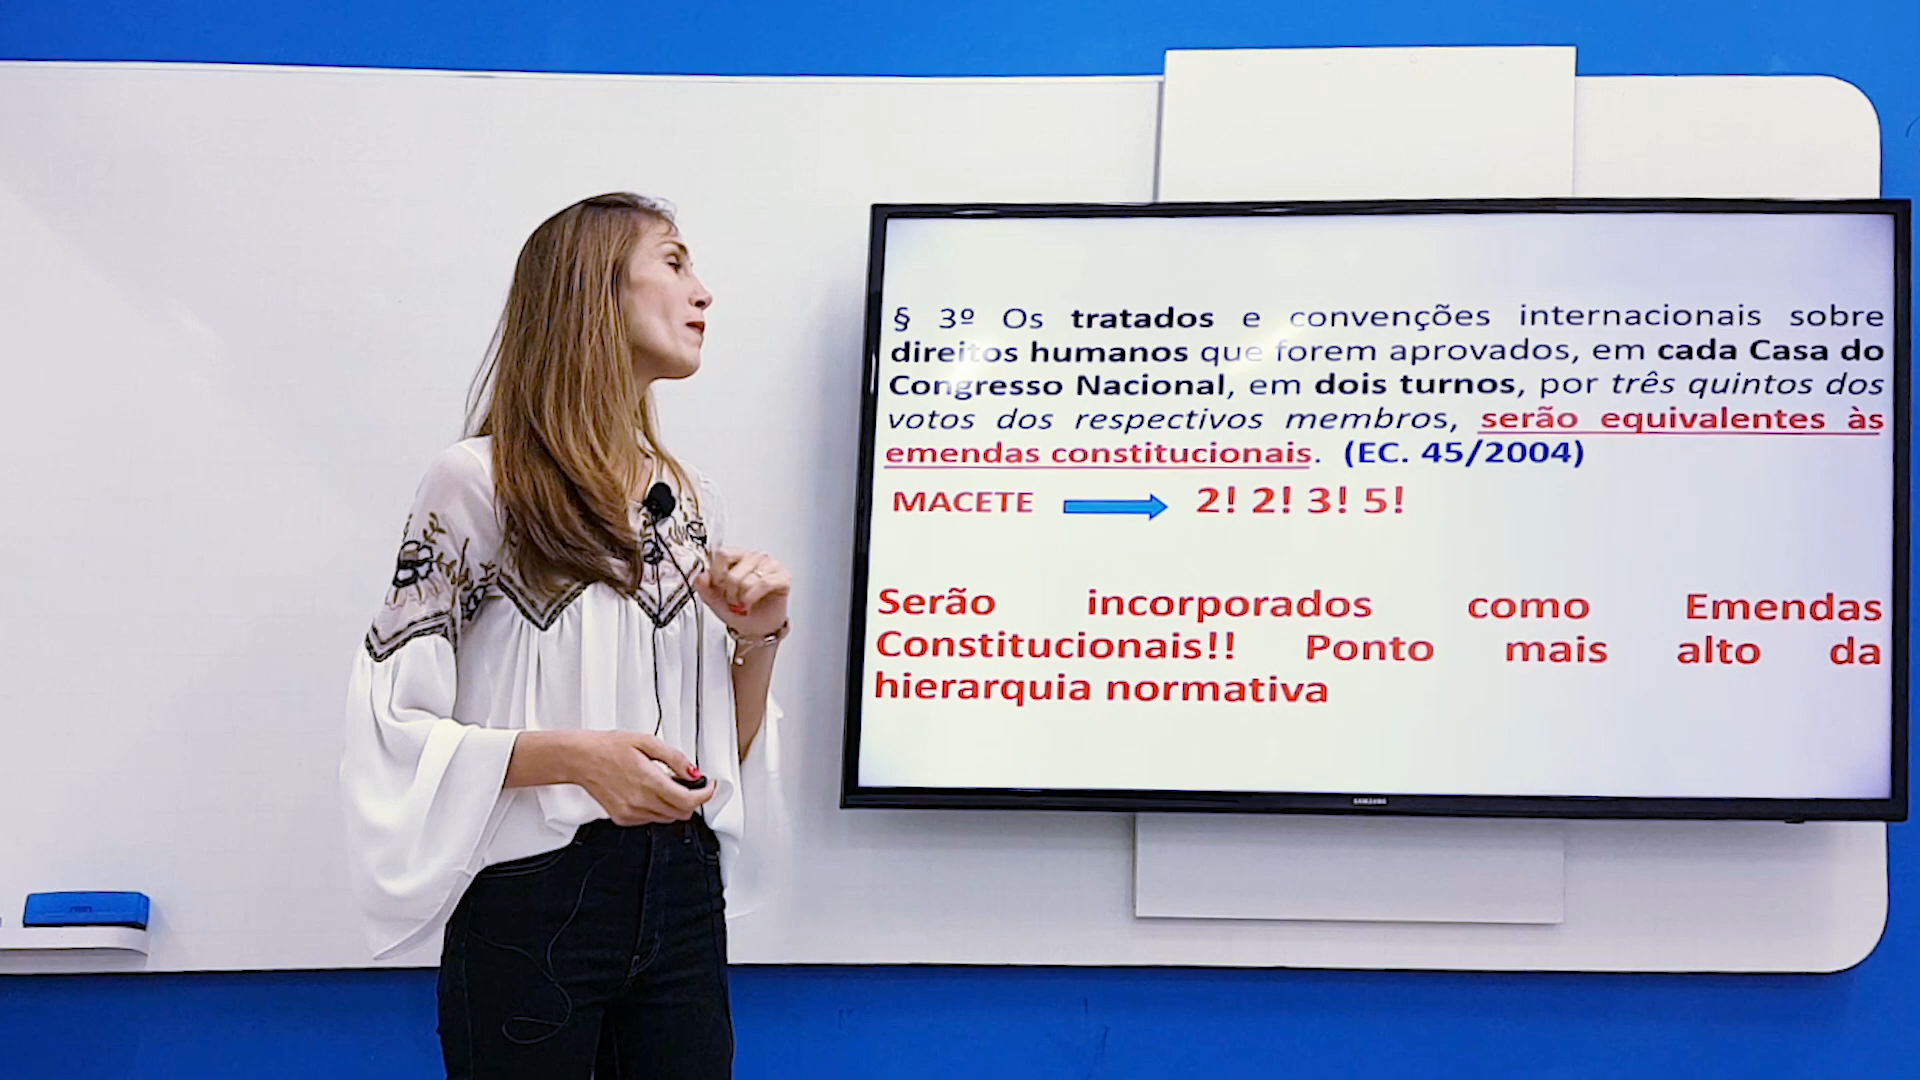 § 3º Os tratados e convenções internacionais sobre
direitos humanos que forem aprovados, em cada Casa do
Congresso Nacional, em dois turnos, por três quintos dos
votos dos respectivos membros, serão equivalentes às
emendas constitucionais. (EC. 45/2004)
MACETE 2! 2! 3! 5!
Serão incorporados como Emendas
Constitucionais!! Ponto mais alto da
hierarquia normativa
SAMSUNG